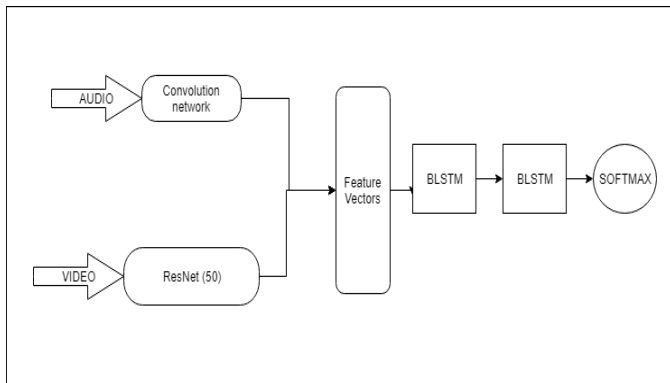 AUDIO
Convolution
network
Feature
Vectors
BLSTM
BLSTM
SOFTMAX
VIDEO
ResNet (50)